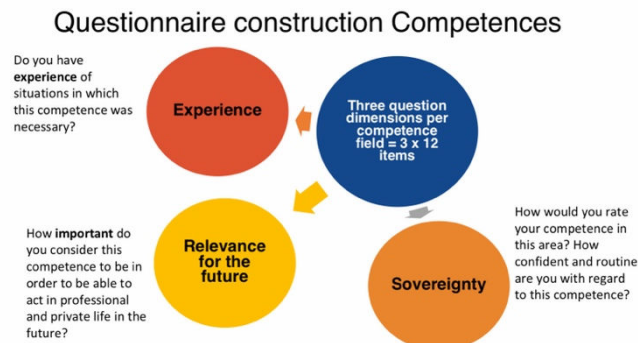 Questionnaire construction Competences
Do you have
experience of
situations in which
this competence was
necessary?
Experience
Three question
dimensions per
competence
field = 3 x 12
items
How important do
you consider this
competence to be in
order to be able to
act in professional
and private life in the
future?
Relevance
for the
future
Sovereignty
How would you rate
your competence in
this area? How
confident and routine
are you with regard
to this competence?